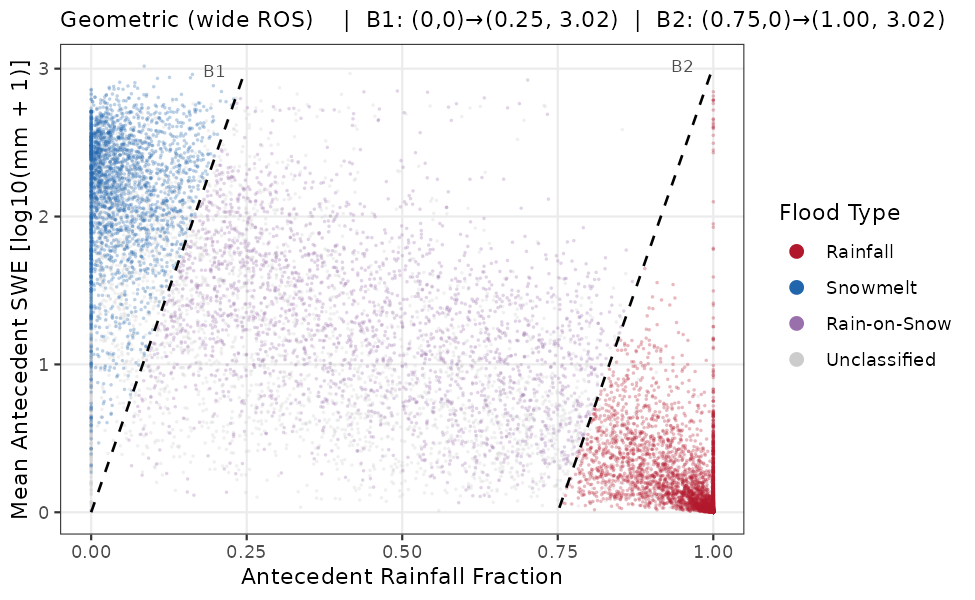 Geometric (wide ROS)    |  B1: (0,0)→(0.25, 3.02)  |  B2: (0.75,0)→(1.00, 3.02)
B1
B2
Mean Antecedent SWE [log10(mm + 1)]
3
2
1
0
0.00
0.25
0.50
0.75
1.00
Antecedent Rainfall Fraction
Flood Type
Rainfall
Snowmelt
Rain-on-Snow
Unclassified